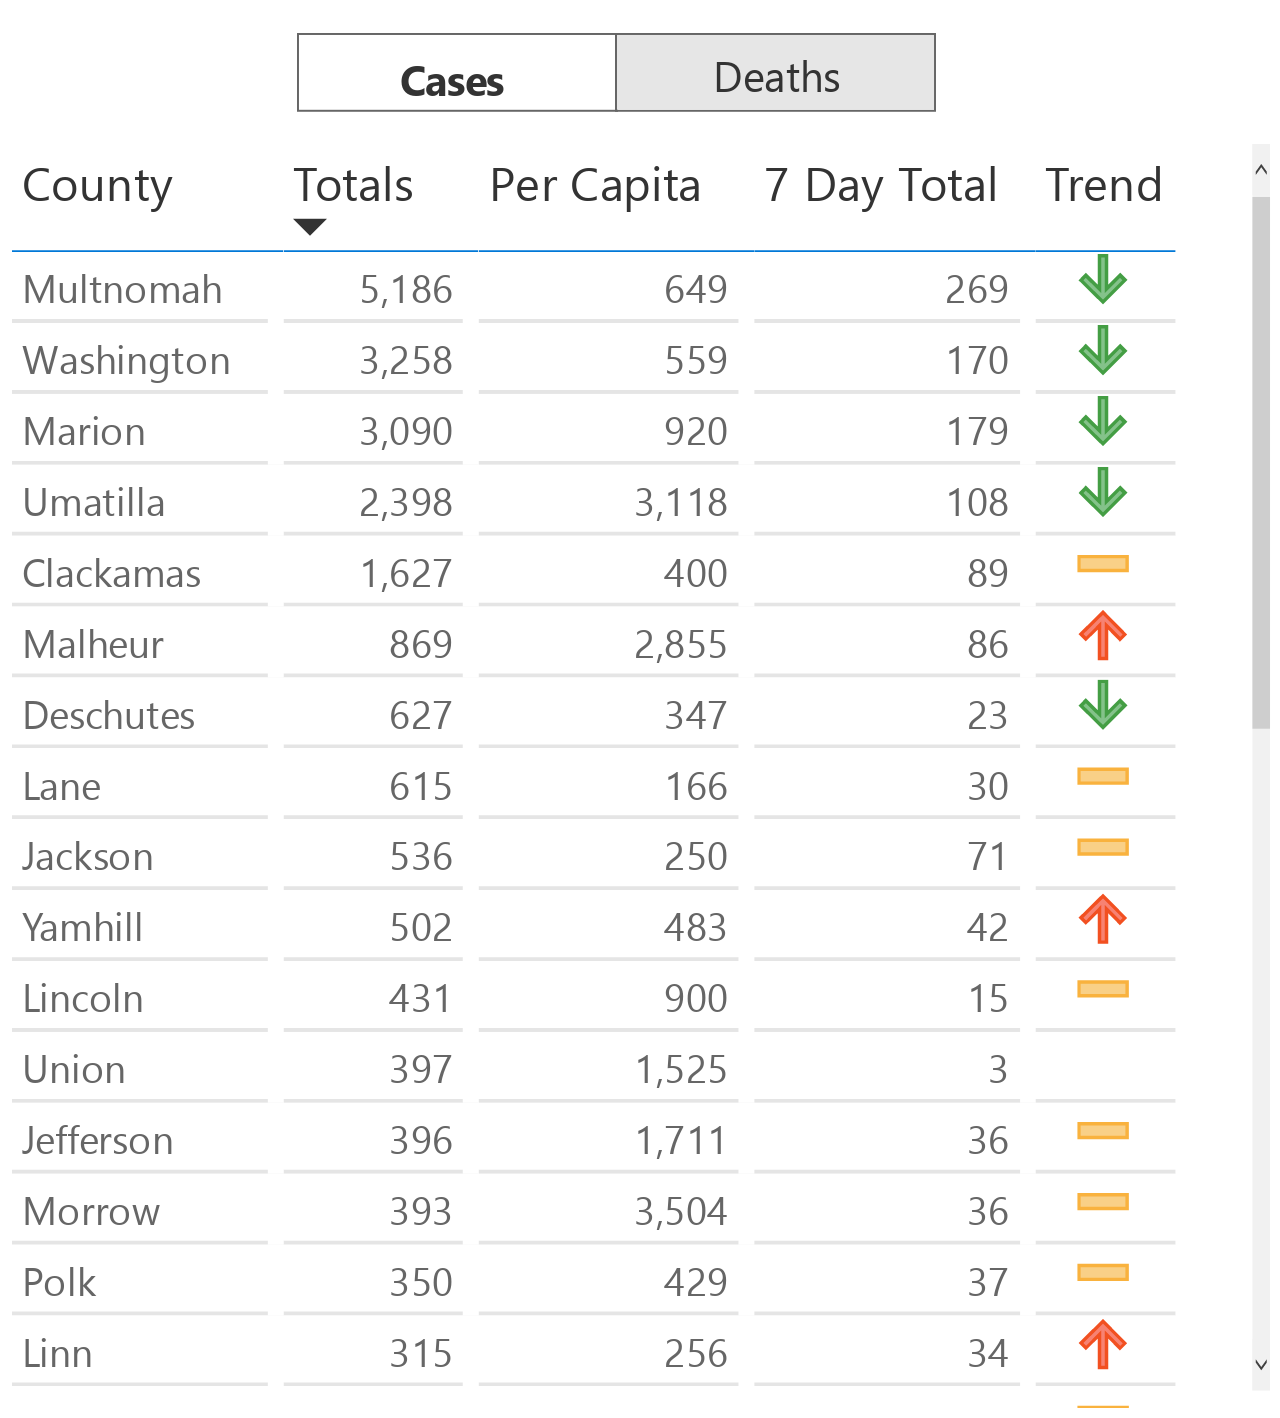 Cases Deaths
County Totals Per Capita 7 Day Total Trend
Multnomah 5,186 649 269
Washington 3,258 559 170
Marion 3,090 920 179
Umatilla 2,398 3,118 108
Clackamas 1,627 400 89
Malheur 869 2,855 86
Deschutes 627 347 23
Lane 615 166 30
Jackson 536 250 71
Yamhill 502 483 42
Lincoln 431 900 15
Union 397 1,525 3
Jefferson 396 1,711 36
Morrow 393 3,504 36
Polk 350 429 37
Linn 315 256 34